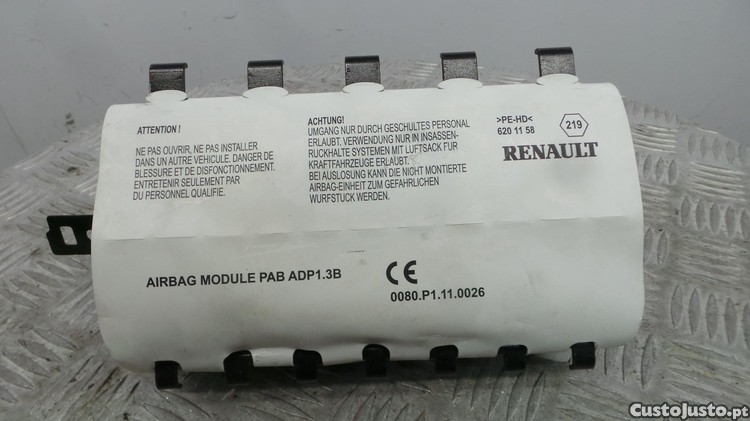 ATTENTION !
NE PAS OUVRIR, NE PAS INSTALLER
DANS UN AUTRE VEHICULE. DANGER DE
BLESSURE ET DE DISFONCTIONEMENT.
ENTRETENIR SEULEMENT PAR
DU PERSONNEL QUALIFIE.
ACHTUNG!
UMGANG NUR DURCH GESCHULTES PERSONAL
ERLAUBT. VERWENDUNG NUR IN INSASSEN-
RUCKHALTE SYSTEMEN MIT LUFTSACK FUR
KRAFTFAHRZEUGE ERLAUBT.
BEI AUSLOSUNG KANN DIE NICHT MONTIERTE
AIRBAG-EINHEIT ZUM GEFAHRLICHEN
WURFSTUCK WERDEN.
>PE-HD<
620 11 58
219
RENAULT
AIRBAG MODULE PAB ADP1.3B
CE
0080.P1.11.0026
CustoJusto.pt